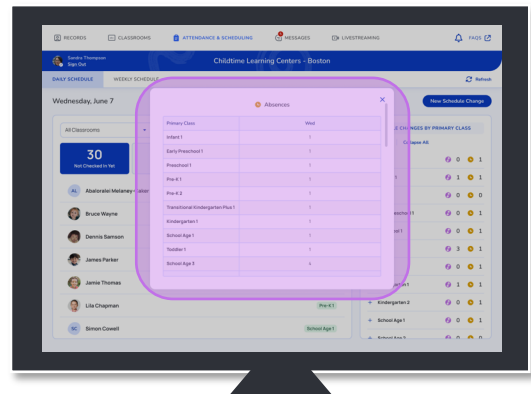 RECORDS CLASSROOMS ATTENDANCE & SCHEDULING MESSAGES LIVESTREAMING FAQS
Sandra Thompson
Sign Out
Childtime Learning Centers - Boston
DAILY SCHEDULE WEEKLY SCHEDULE Refresh
Wednesday, June 7 New Schedule Change
All Classrooms
30
Not Checked In Yet
AL Abaloralei Melaney-
Bruce Wayne
Dennis Samson
James Parker
Jamie Thomas
Lila Chapman Pre-K 1
SC Simon Cowell School Age 1
Absences
Primary Class Wed
Infant 1 1
Early Preschool 1 1
Preschool 1 1
Pre-K 1 1
Pre-K 2 1
Transitional Kindergarten Plus 1 1
Kindergarten 1 1
School Age 1 1
Toddler 1 1
School Age 3 4
CHANGES BY PRIMARY CLASS
Collapse All
0 1
1 0 1
0 0
0 1
0 1
3 1
0 1
1 1
+ Kindergarten 2 0 1
+ School Age 1 0 1
0 0